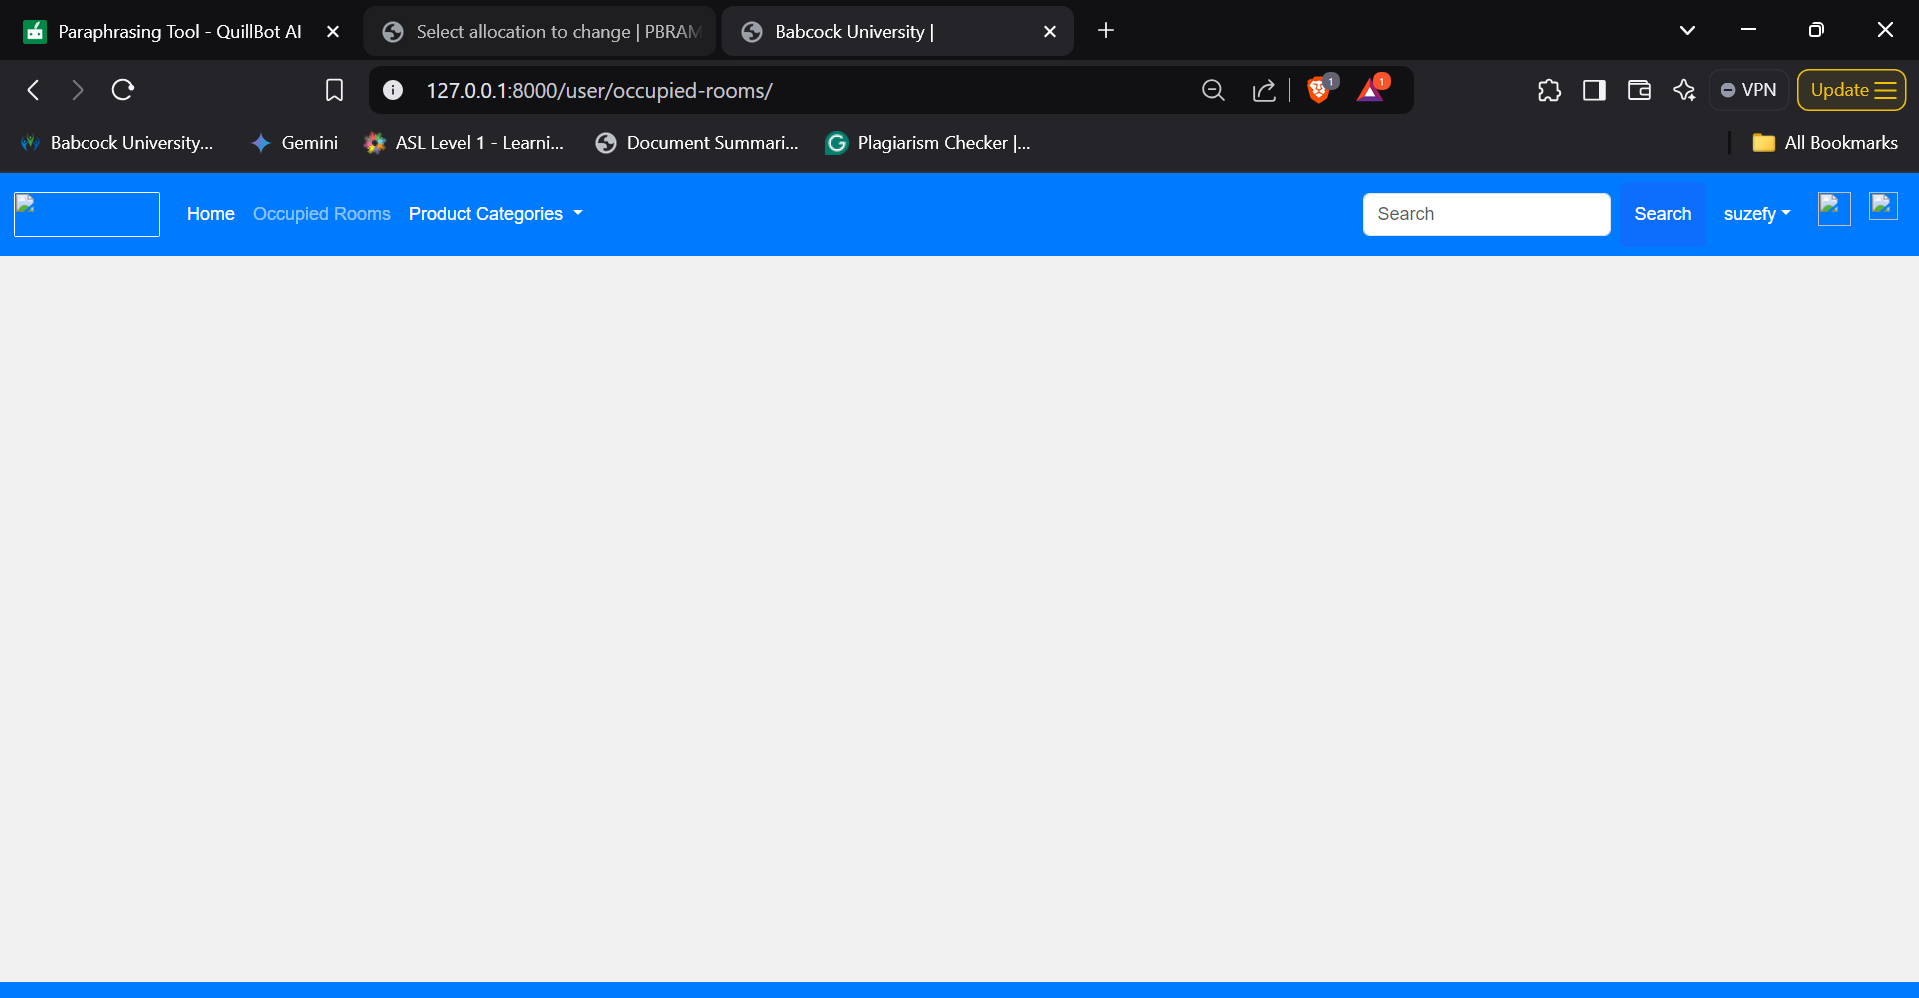 Paraphrasing Tool - QuillBot AI
Select allocation to change | PBRAM
Babcock University |
127.0.0.1:8000/user/occupied-rooms/
1
1
VPN
Update
Babcock University...
Gemini
ASL Level 1 - Learni...
Document Summari...
Plagiarism Checker |...
All Bookmarks
Home
Occupied Rooms
Product Categories
Search
Search
suzefy